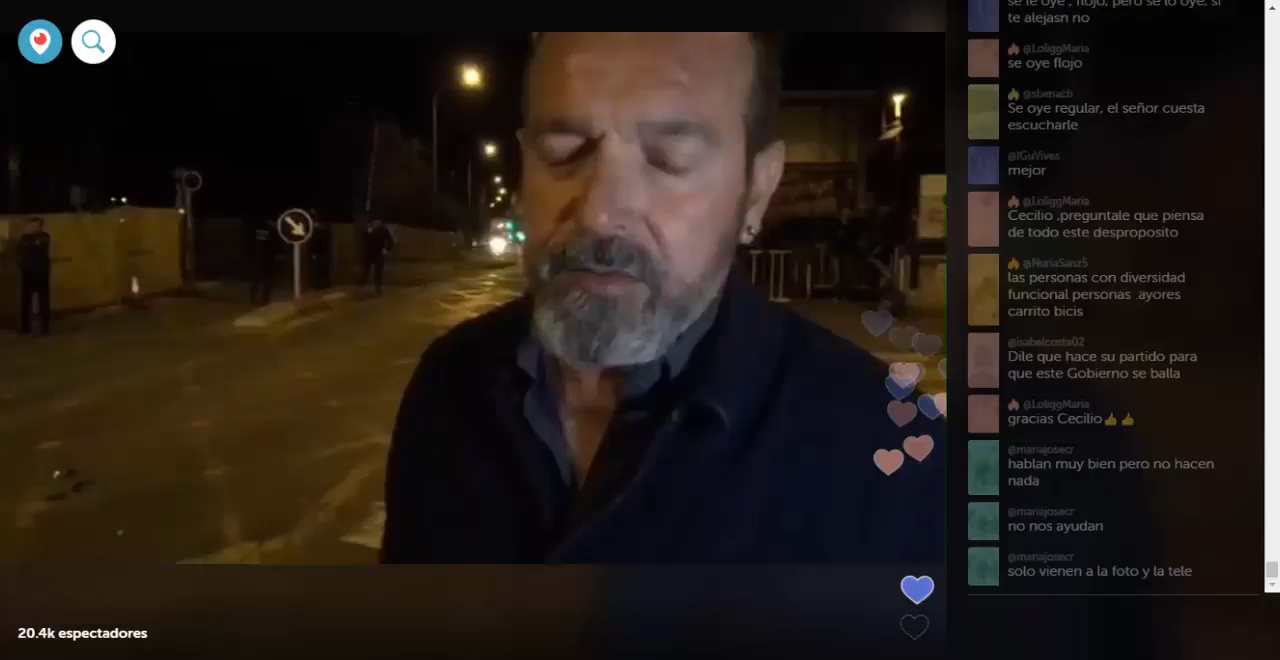 se le oye , flojo, pero se lo oye, si
te alejasn no
@LoliggMaria
se oye flojo
@sbenach
Se oye regular, el señor cuesta
escucharle
@IGuVives
mejor
@LoliggMaria
Cecilio ,preguntale que piensa
de todo este desproposito
@NuriaSanz5
las personas con diversidad
funcional personas .ayores
carrito bicis
@isabelcosta02
Dile que hace su partido para
que este Gobierno se balla
@LoliggMaria
gracias Cecilio👍👍
@mariajosecr
hablan muy bien pero no hacen
nada
@mariajosecr
no nos ayudan
@mariajosecr
solo vienen a la foto y la tele
20.4k espectadores